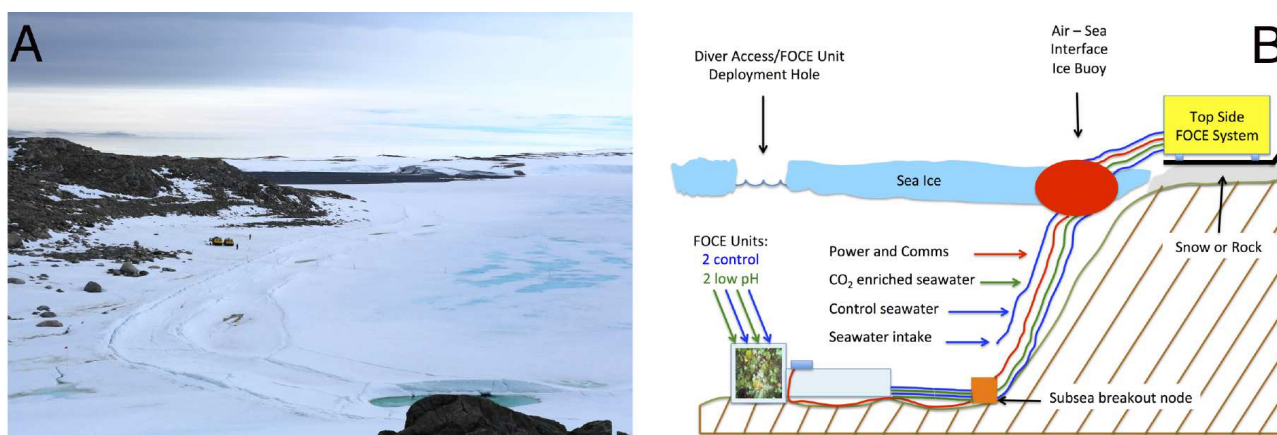 A
B
Diver Access/FOCE Unit
Deployment Hole
Air – Sea
Interface
Ice Buoy
Top Side
FOCE System
Sea Ice
FOCE Units:
2 control
2 low pH
Power and Comms
CO₂ enriched seawater
Control seawater
Seawater intake
Snow or Rock
Subsea breakout node